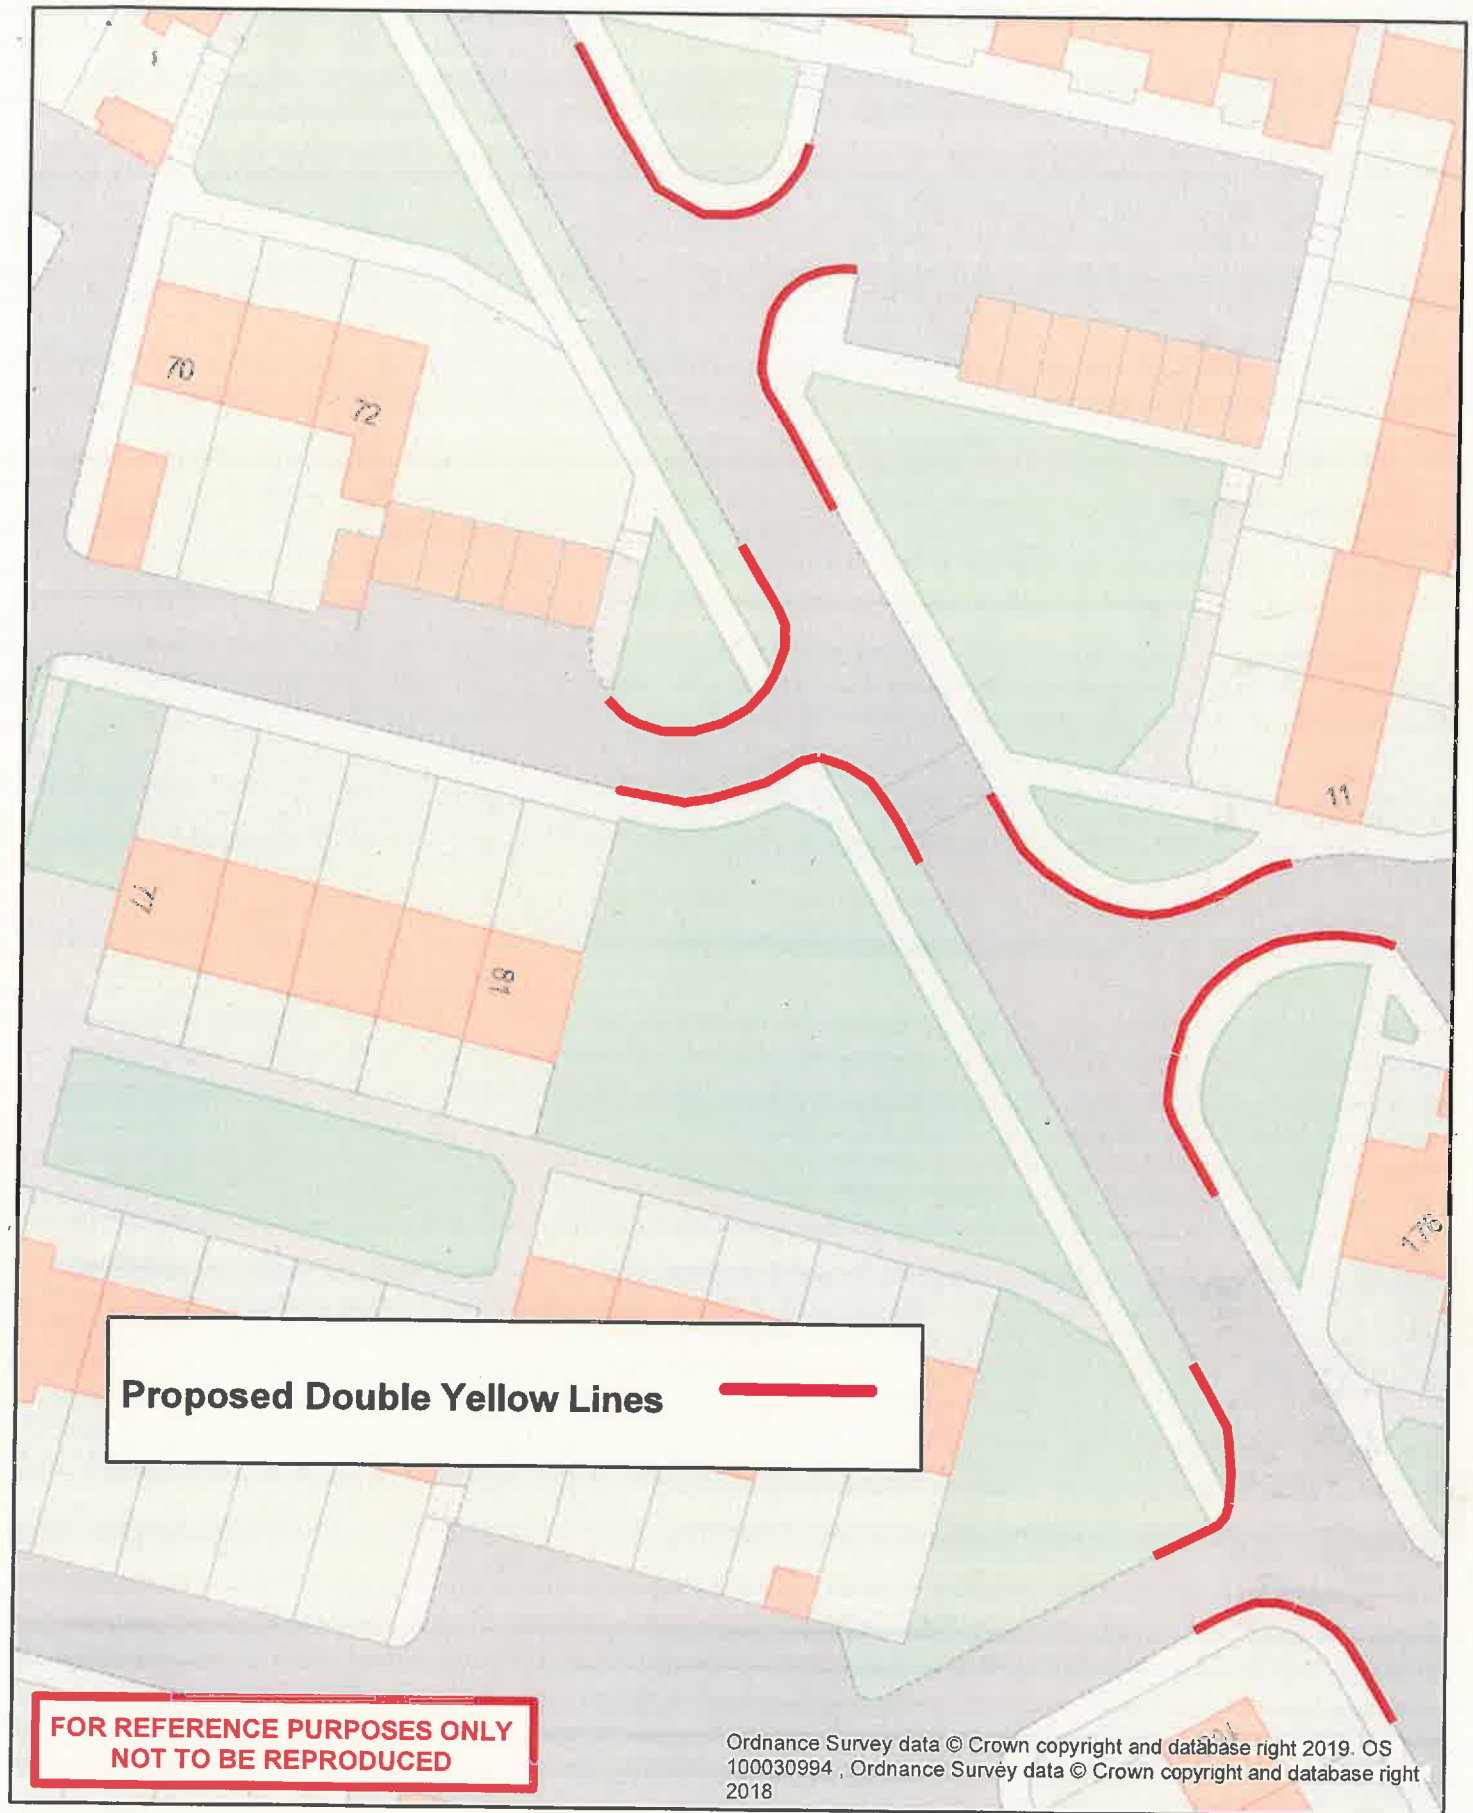 1
70
72
11
77
81
176
Proposed Double Yellow Lines
FOR REFERENCE PURPOSES ONLY
NOT TO BE REPRODUCED
Ordnance Survey data © Crown copyright and database right 2019. OS
100030994 , Ordnance Survey data © Crown copyright and database right
2018